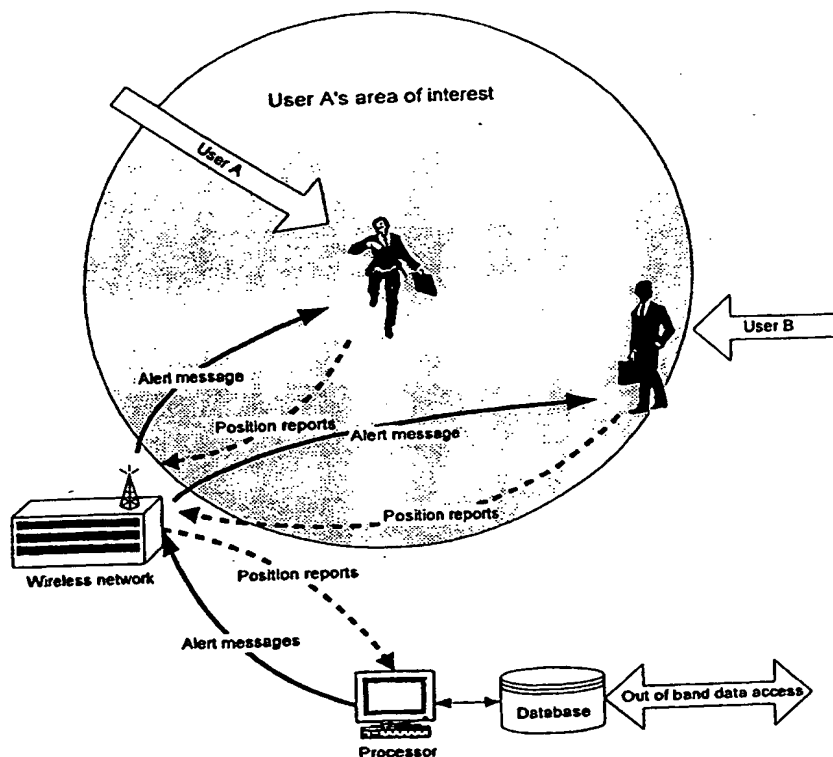 User A's area of interest
User A
User B
Alert message
Position reports
Alert message
Position reports
Wireless network
Position reports
Alert messages
Out of band data access
Database
Processor